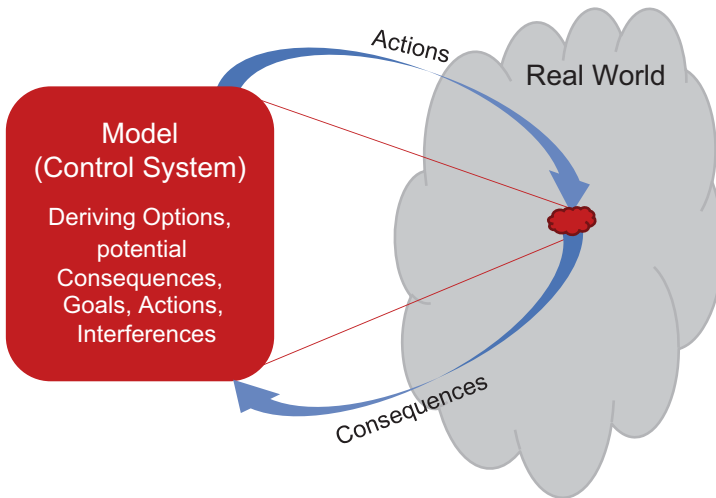 Actions
Real World
Model
(Control System)
Deriving Options,
potential
Consequences,
Goals, Actions,
Interferences
Consequences